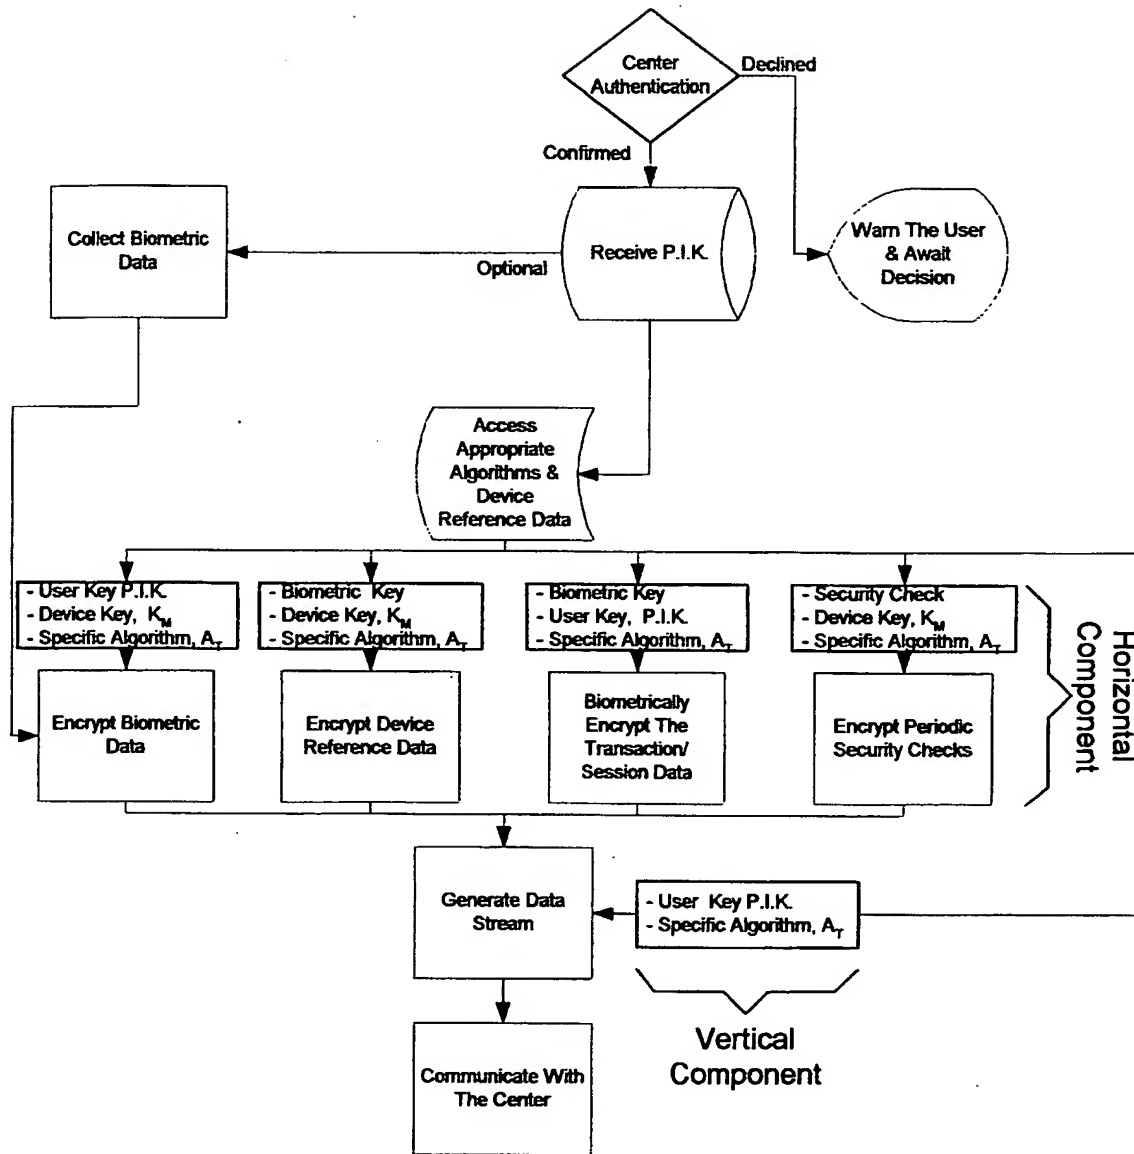 Center
Authentication
Declined
Confirmed
Collect Biometric
Data
Optional
Receive P.I.K.
Warn The User
& Await
Decision
Access
Appropriate
Algorithms &
Device
Reference Data
- User Key P.I.K.
- Device Key, KM
- Specific Algorithm, AT
- Biometric Key
- Device Key, KM
- Specific Algorithm, AT
- Biometric Key
- User Key, P.I.K.
- Specific Algorithm, AT
- Security Check
- Device Key, KM
- Specific Algorithm, AT
Horizontal
Component
Encrypt Biometric
Data
Encrypt Device
Reference Data
Biometrically
Encrypt The
Transaction/
Session Data
Encrypt Periodic
Security Checks
Generate Data
Stream
- User Key P.I.K.
- Specific Algorithm, AT
Vertical
Component
Communicate With
The Center